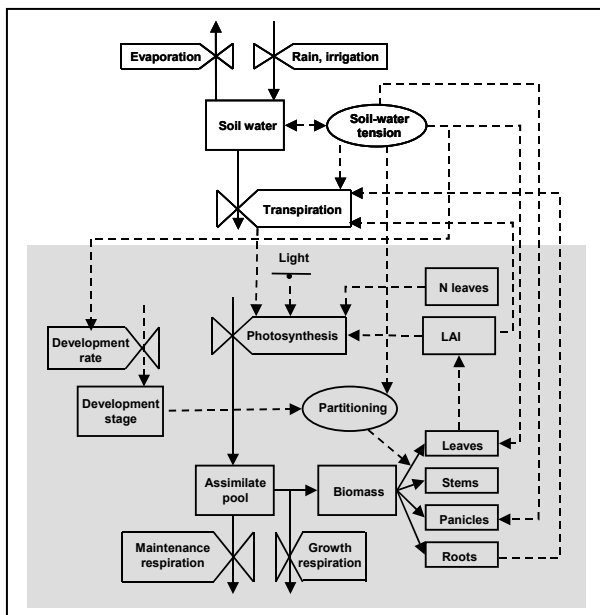 Evaporation
Rain, irrigation
Soil water
Soil-water
tension
Transpiration
Light
N leaves
Photosynthesis
LAI
Development
rate
Development
stage
Partitioning
Leaves
Assimilate
pool
Biomass
Stems
Panicles
Maintenance
respiration
Growth
respiration
Roots